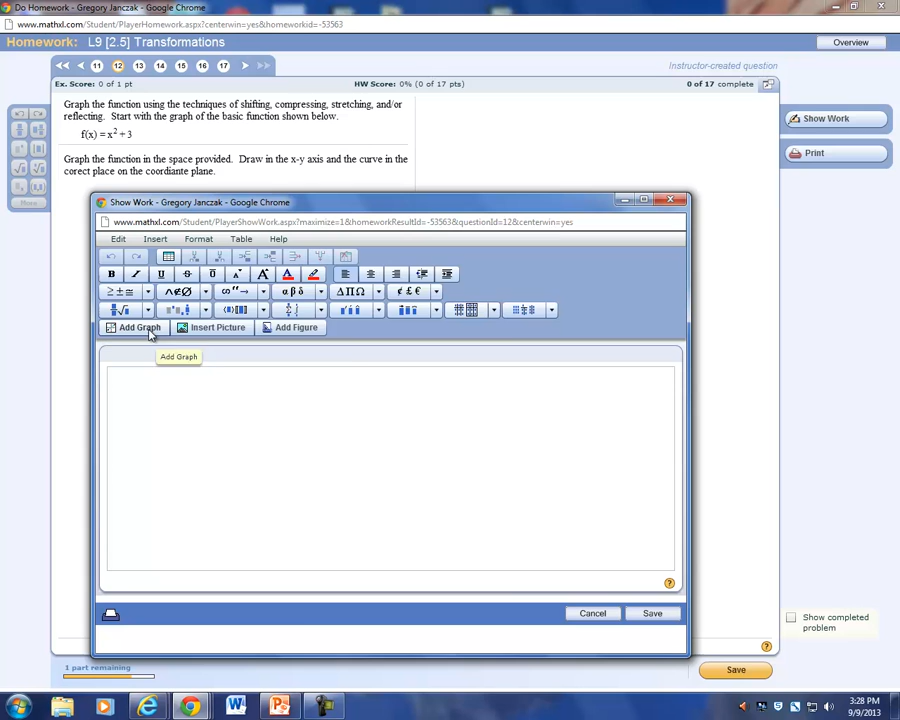 Do Homework - Gregory Janczak - Google Chrome
www.mathxl.com/Student/PlayerHomework.aspx?centerwin=yes&homeworkid=-53563
Homework: L9 [2.5] Transformations
Overview
11 12 13 14 15 16 17
Instructor-created question
Ex. Score: 0 of 1 pt
HW Score: 0% (0 of 17 pts)
0 of 17 complete
Graph the function using the techniques of shifting, compressing, stretching, and/or
reflecting. Start with the graph of the basic function shown below.
f(x) = x² + 3
Graph the function in the space provided. Draw in the x-y axis and the curve in the
corect place on the coordiante plane.
Show Work
Print
More
Show Work - Gregory Janczak - Google Chrome
www.mathxl.com/Student/PlayerShowWork.aspx?maximize=1&homeworkResultId=-53563&questionId=12&centerwin=yes
Edit Insert Format Table Help
B I U S
α β δ
Δ Π Ω
¢ £ €
Add Graph
Insert Picture
Add Figure
Add Graph
Cancel
Save
Show completed
problem
1 part remaining
Save
3:28 PM
9/9/2013